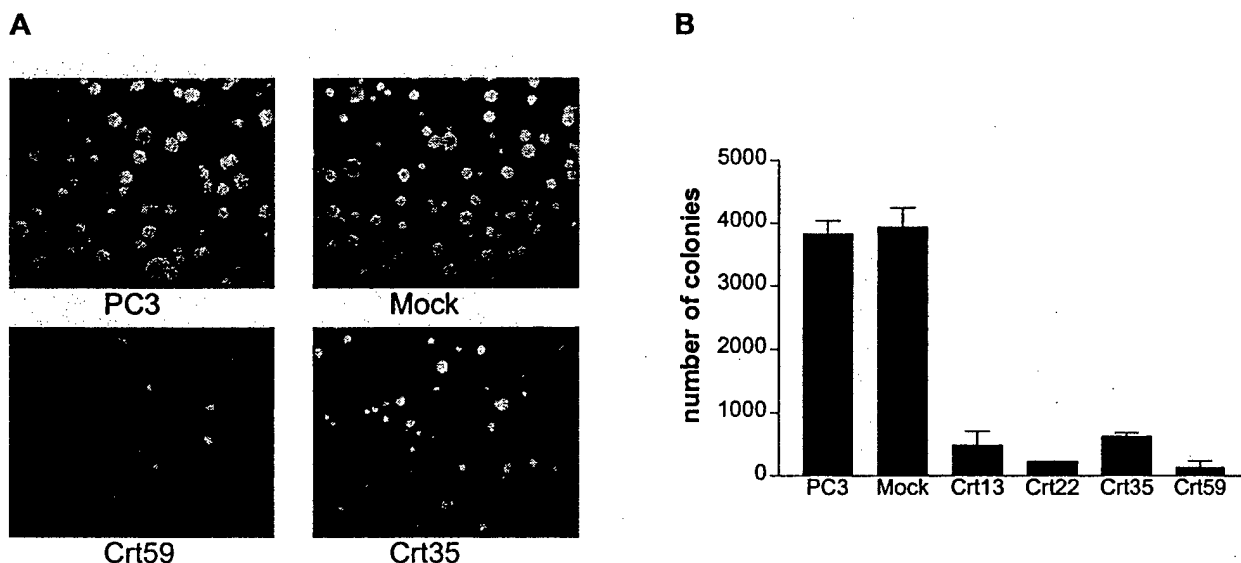 A
PC3
Mock
Crt59
Crt35
B
number of colonies
5000
4000
3000
2000
1000
0
PC3 Mock Crt13 Crt22 Crt35 Crt59